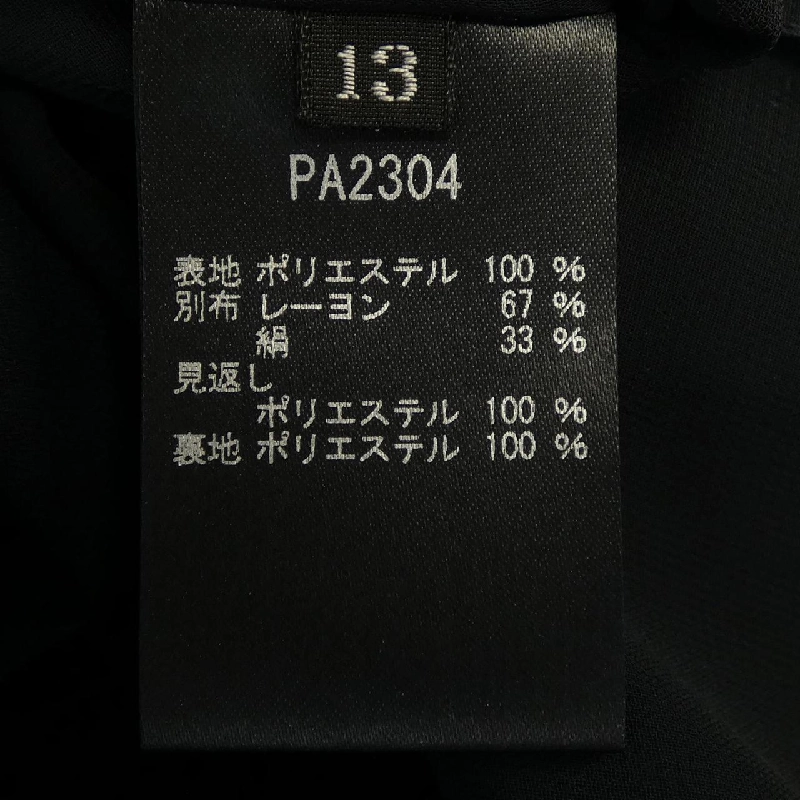 13
PA2304
表地 ポリエステル 100 %
別布 レーヨン 67 %
絹 33 %
見返し
ポリエステル 100 %
裏地 ポリエステル 100 %